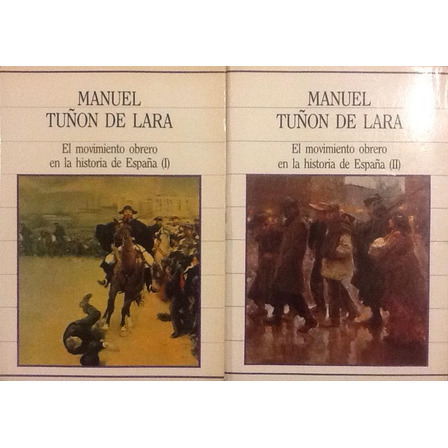 MANUEL
TUÑON DE LARA
El movimiento obrero
en la historia de España (I)
MANUEL
TUÑON DE LARA
El movimiento obrero
en la historia de España (II)